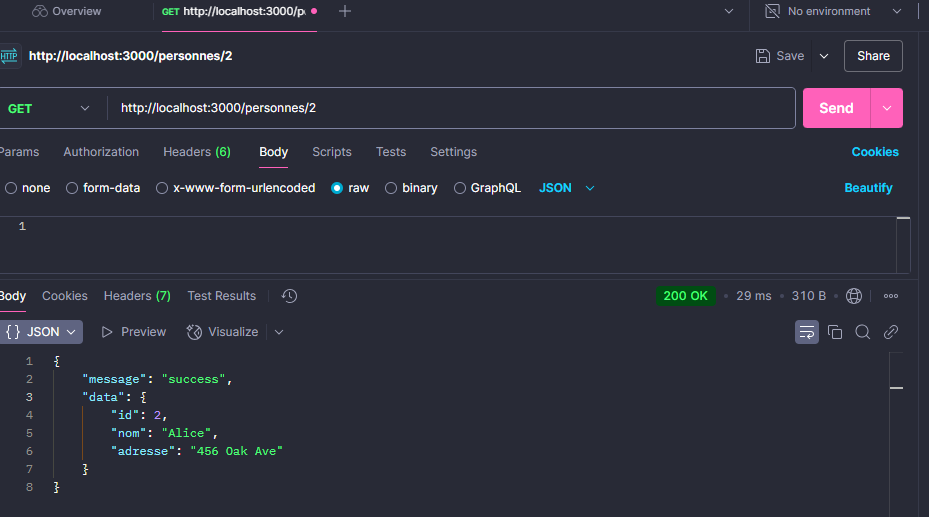 Overview
GET http://localhost:3000/p
No environment
HTTP http://localhost:3000/personnes/2
Save
Share
GET
http://localhost:3000/personnes/2
Send
Params Authorization Headers (6) Body Scripts Tests Settings
Cookies
none form-data x-www-form-urlencoded raw binary GraphQL JSON
Beautify
1
Body Cookies Headers (7) Test Results
200 OK • 29 ms • 310 B
{ } JSON Preview Visualize
1 {
2 "message": "success",
3 "data": {
4 "id": 2,
5 "nom": "Alice",
6 "adresse": "456 Oak Ave"
7 }
8 }